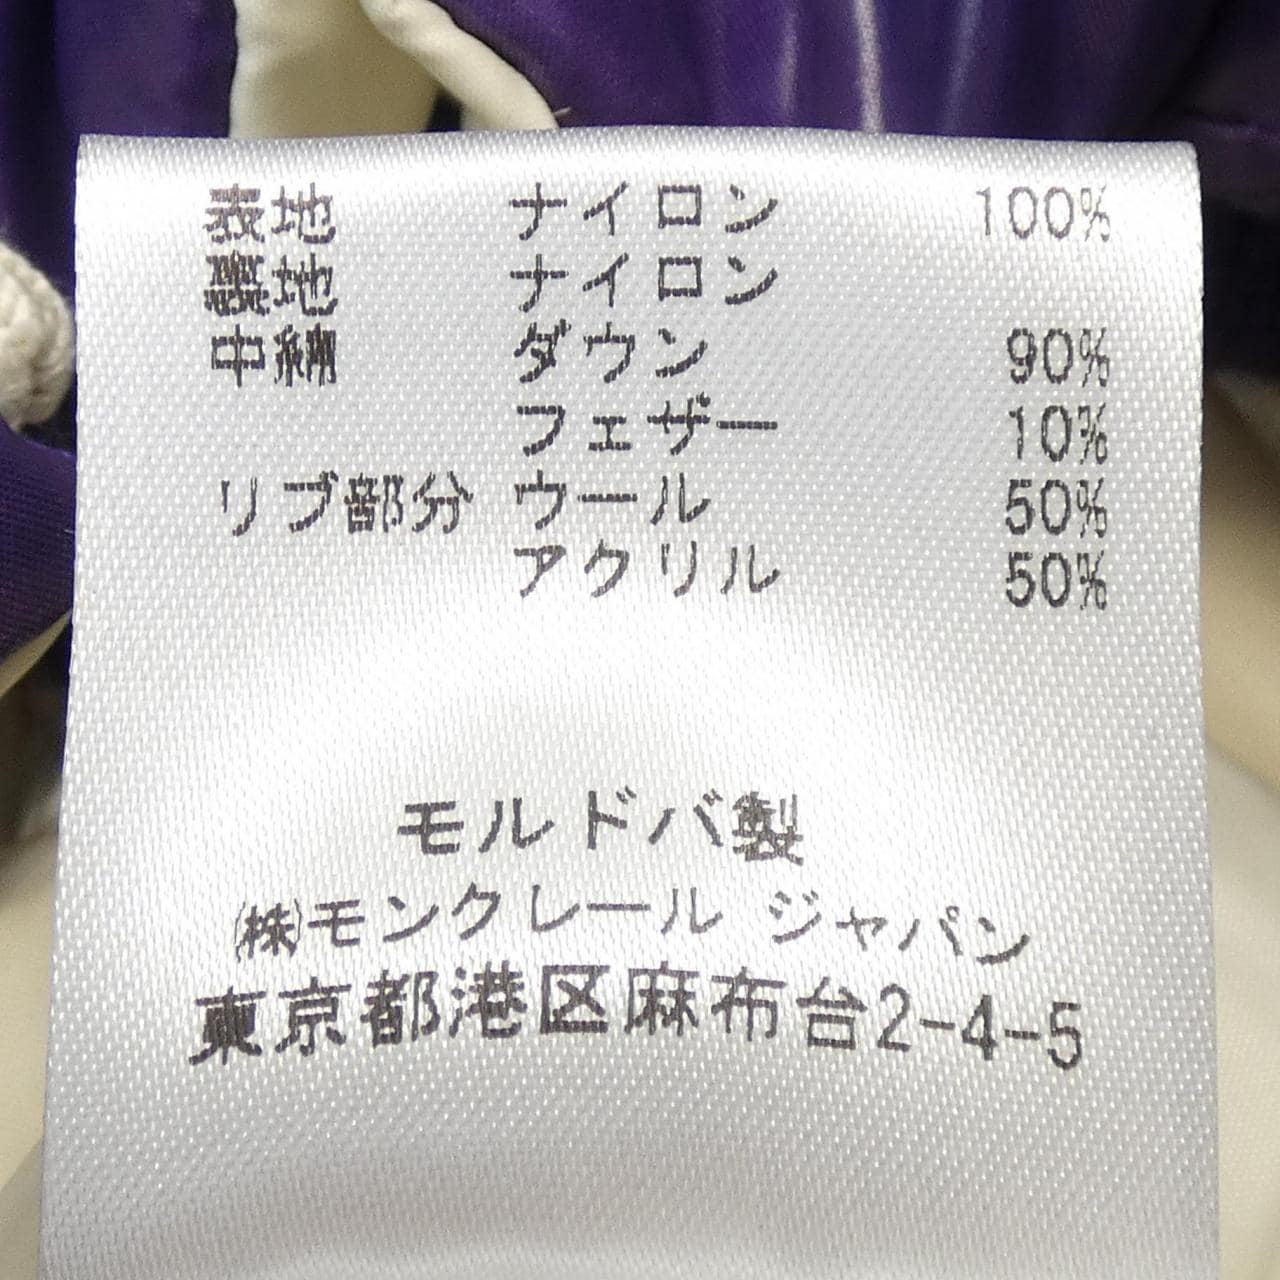 表地 ナイロン 100%
裏地 ナイロン
中綿 ダウン 90%
フェザー 10%
リブ部分 ウール 50%
アクリル 50%
モルドバ製
㈱モンクレール ジャパン
東京都港区麻布台2-4-5